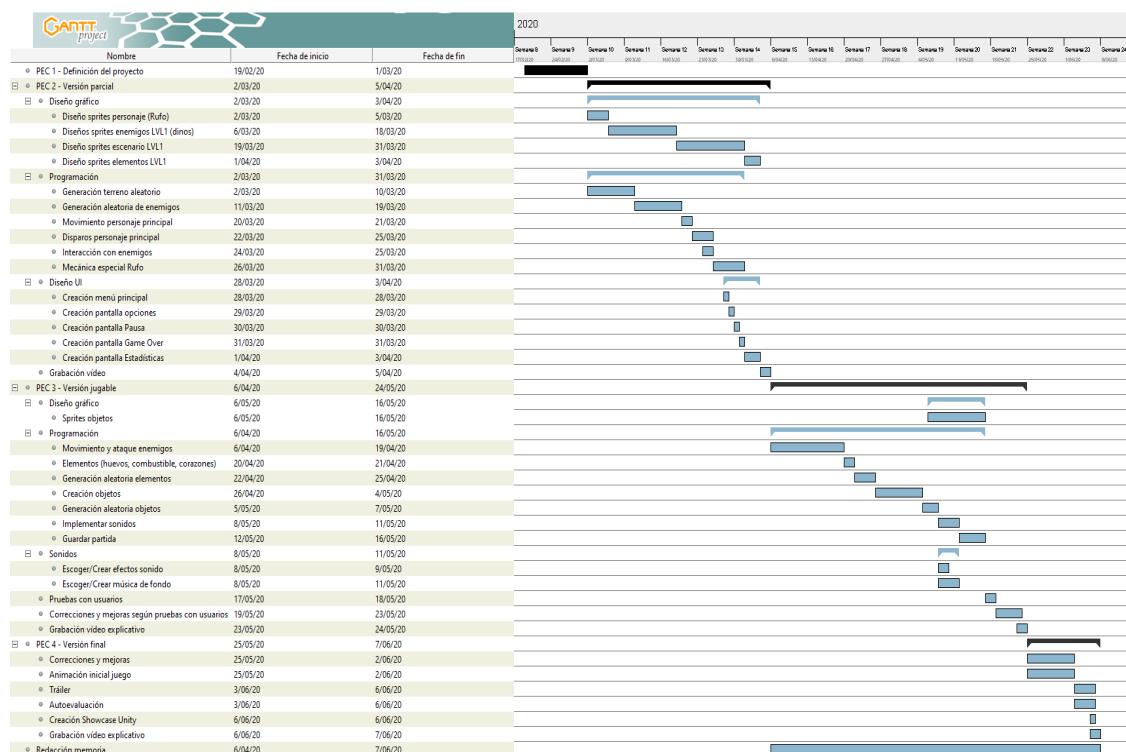 GANTT project
2020
Semana 8 Semana 9 Semana 10 Semana 11 Semana 12 Semana 13 Semana 14 Semana 15 Semana 16 Semana 17 Semana 18 Semana 19 Semana 20 Semana 21 Semana 22 Semana 23 Semana 24
Nombre Fecha de inicio Fecha de fin
PEC 1 - Definición del proyecto 19/02/20 1/03/20
PEC 2 - Versión parcial 2/03/20 5/04/20
Diseño gráfico 2/03/20 3/04/20
Diseño sprites personaje (Rufo) 2/03/20 5/03/20
Diseños sprites enemigos LVL1 (dinos) 6/03/20 18/03/20
Diseño sprites escenario LVL1 19/03/20 31/03/20
Diseño sprites elementos LVL1 1/04/20 3/04/20
Programación 2/03/20 31/03/20
Generación terreno aleatorio 2/03/20 10/03/20
Generación aleatoria de enemigos 11/03/20 19/03/20
Movimiento personaje principal 20/03/20 21/03/20
Disparos personaje principal 22/03/20 25/03/20
Interacción con enemigos 24/03/20 25/03/20
Mecánica especial Rufo 26/03/20 31/03/20
Diseño UI 28/03/20 3/04/20
Creación menú principal 28/03/20 28/03/20
Creación pantalla opciones 29/03/20 29/03/20
Creación pantalla Pausa 30/03/20 30/03/20
Creación pantalla Game Over 31/03/20 31/03/20
Creación pantalla Estadísticas 1/04/20 3/04/20
Grabación vídeo 4/04/20 5/04/20
PEC 3 - Versión jugable 6/04/20 24/05/20
Diseño gráfico 6/05/20 16/05/20
Sprites objetos 6/05/20 16/05/20
Programación 6/04/20 16/05/20
Movimiento y ataque enemigos 6/04/20 19/04/20
Elementos (huevos, combustible, corazones) 20/04/20 21/04/20
Generación aleatoria elementos 22/04/20 25/04/20
Creación objetos 26/04/20 4/05/20
Generación aleatoria objetos 5/05/20 7/05/20
Implementar sonidos 8/05/20 11/05/20
Guardar partida 12/05/20 16/05/20
Sonidos 8/05/20 11/05/20
Escoger/Crear efectos sonido 8/05/20 9/05/20
Escoger/Crear música de fondo 8/05/20 11/05/20
Pruebas con usuarios 17/05/20 18/05/20
Correcciones y mejoras según pruebas con usuarios 19/05/20 23/05/20
Grabación vídeo explicativo 23/05/20 24/05/20
PEC 4 - Versión final 25/05/20 7/06/20
Correcciones y mejoras 25/05/20 2/06/20
Animación inicial juego 25/05/20 2/06/20
Tráiler 3/06/20 6/06/20
Autoevaluación 3/06/20 6/06/20
Creación Showcase Unity 6/06/20 6/06/20
Grabación vídeo explicativo 6/06/20 7/06/20
Redacción memoria 6/04/20 7/06/20